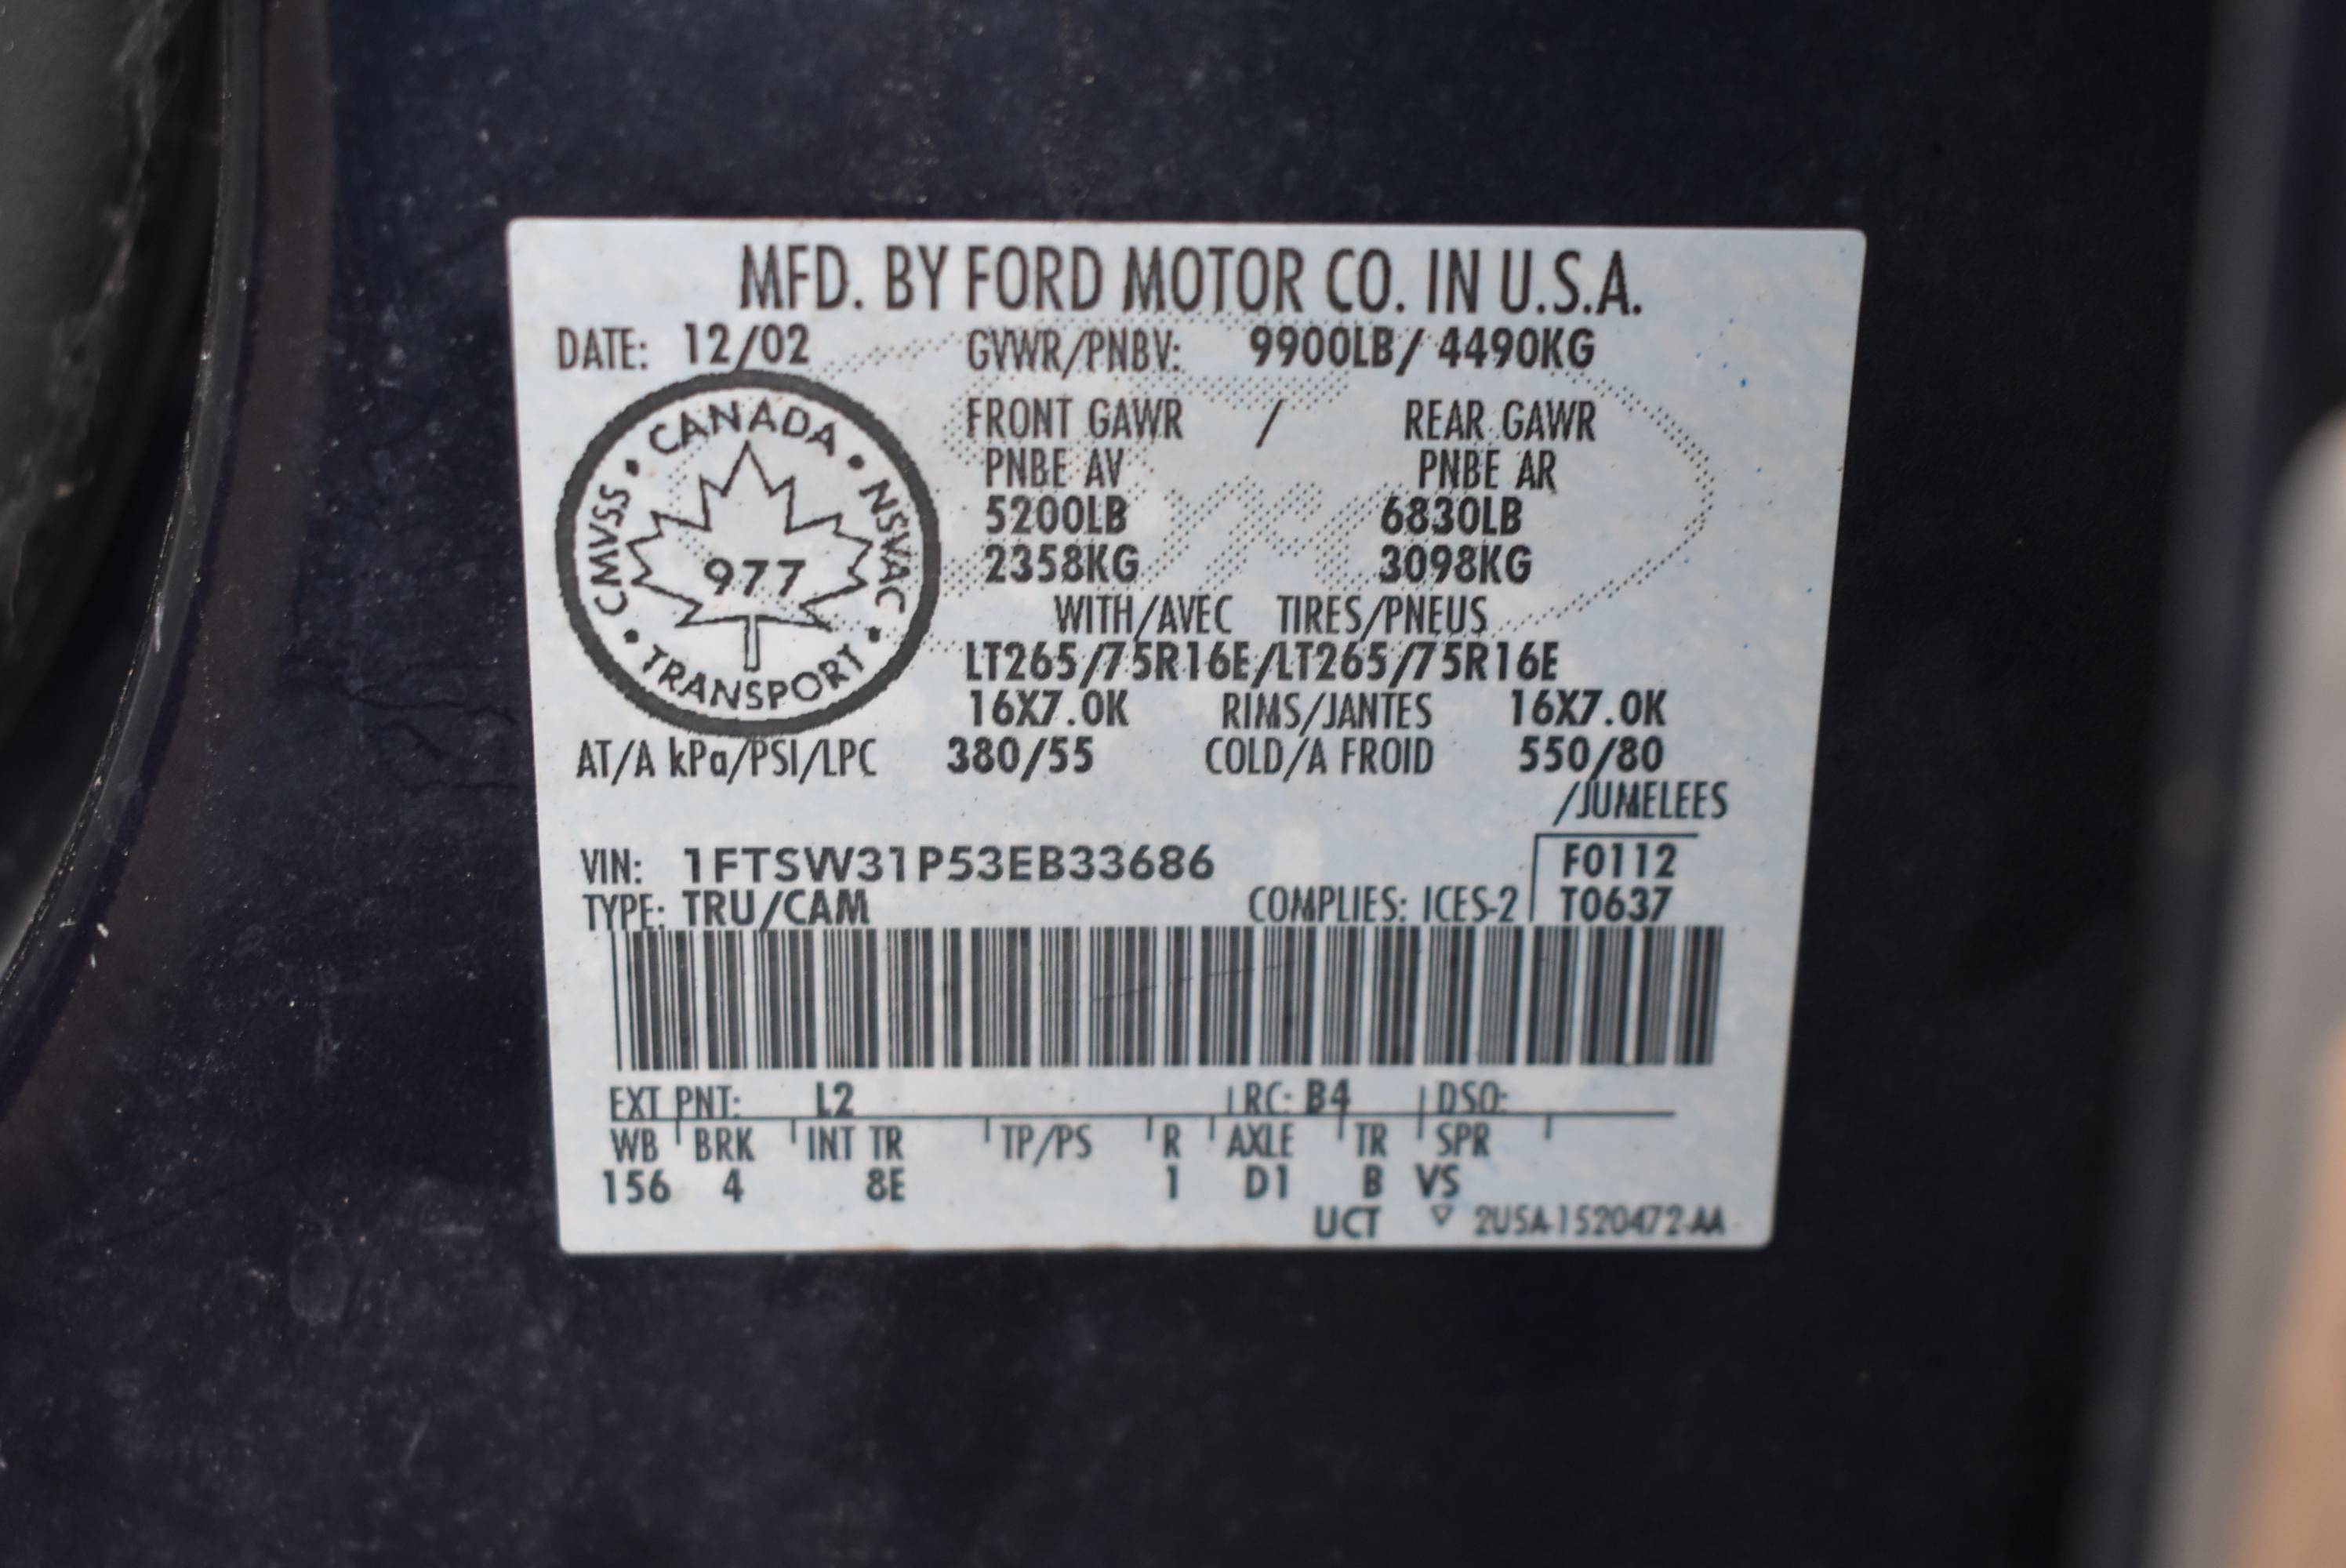 MFD. BY FORD MOTOR CO. IN U.S.A.
DATE: 12/02 GVWR/PNBV: 9900LB/ 4490KG
CANADA
CMVSS
NSVAC
TRANSPORT
977
FRONT GAWR / REAR GAWR
PNBE AV PNBE AR
5200LB 6830LB
2358KG 3098KG
WITH/AVEC TIRES/PNEUS
LT265/75R16E/LT265/75R16E
16X7.0K RIMS/JANTES 16X7.0K
AT/A kPa/PSI/LPC 380/55 COLD/A FROID 550/80
/JUMELEES
VIN: 1FTSW31P53EB33686 F0112
TYPE: TRU/CAM COMPLIES: ICES-2 T0637
EXT PNT: L2 RC: B4 DSO:
WB BRK INT TR TP/PS R AXLE TR SPR
156 4 8E 1 D1 B VS
UCT ▽ 2U5A-1520472-AA